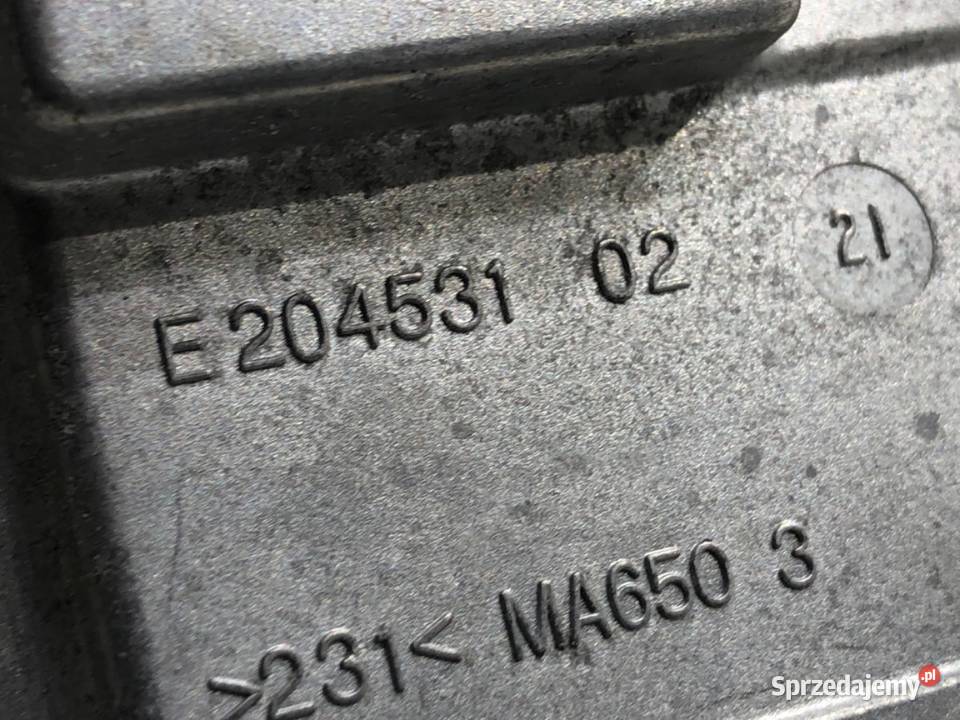 E204531 02
21
>231< MA650 3
Sprzedajemy.pl